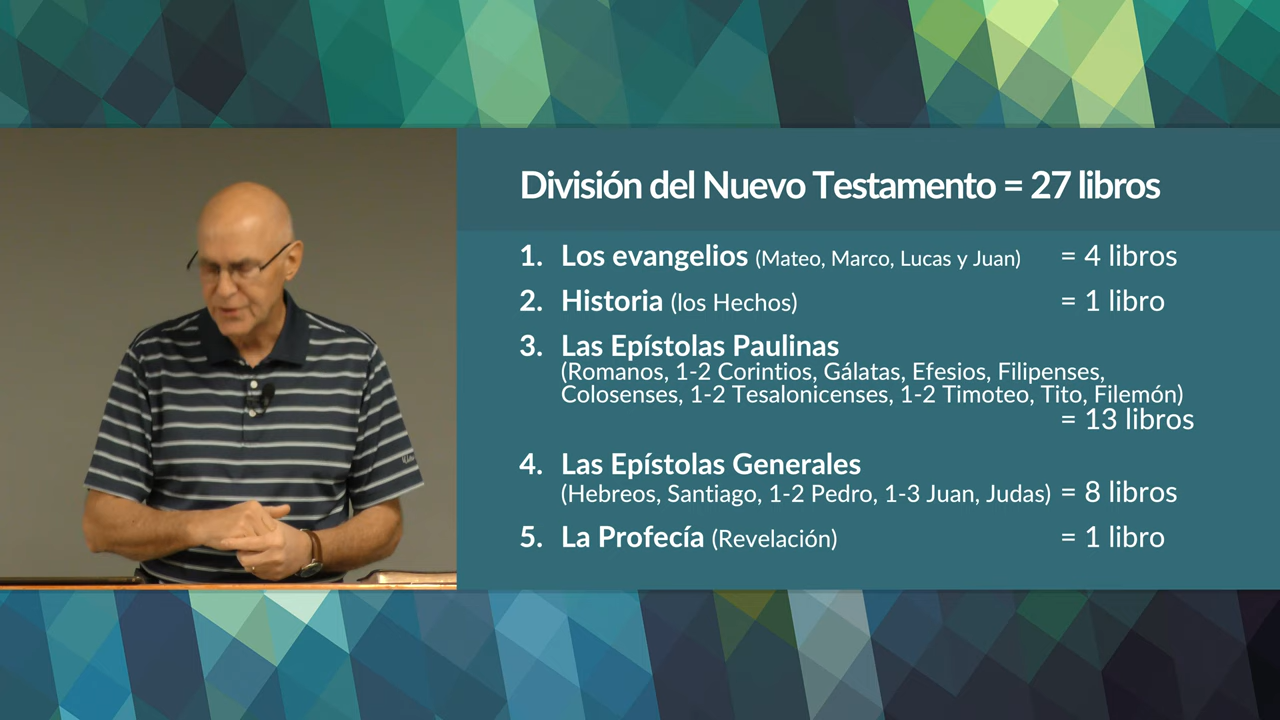 División del Nuevo Testamento = 27 libros
1. Los evangelios (Mateo, Marco, Lucas y Juan) = 4 libros
2. Historia (los Hechos) = 1 libro
3. Las Epístolas Paulinas
(Romanos, 1-2 Corintios, Gálatas, Efesios, Filipenses,
Colosenses, 1-2 Tesalonicenses, 1-2 Timoteo, Tito, Filemón)
= 13 libros
4. Las Epístolas Generales
(Hebreos, Santiago, 1-2 Pedro, 1-3 Juan, Judas) = 8 libros
5. La Profecía (Revelación) = 1 libro